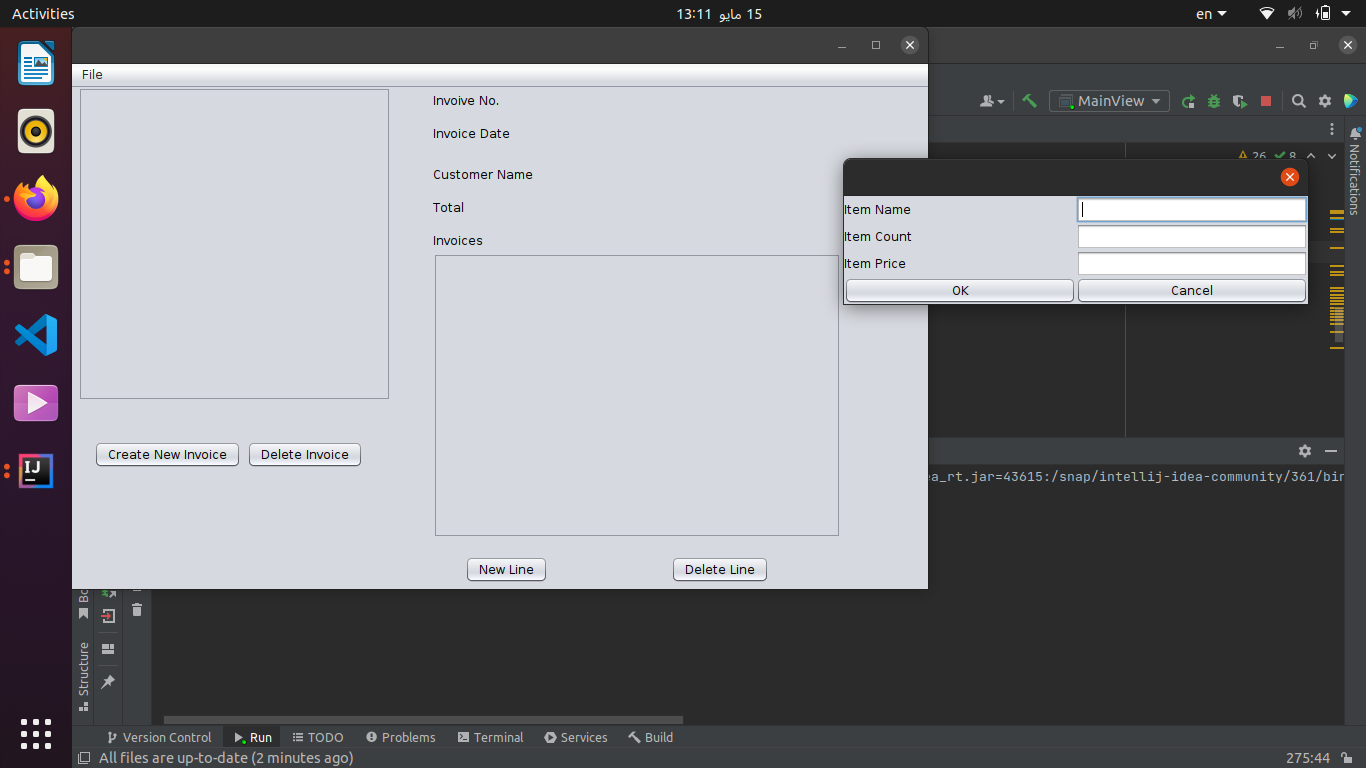 Activities
15 مايو 13:11
en
File
Invoive No.
Invoice Date
Customer Name
Total
Invoices
Create New Invoice
Delete Invoice
New Line
Delete Line
MainView
26
8
Notifications
Item Name
Item Count
Item Price
OK
Cancel
ea_rt.jar=43615:/snap/intellij-idea-community/361/bin
Structure
Version Control
Run
TODO
Problems
Terminal
Services
Build
All files are up-to-date (2 minutes ago)
275:44
IJ